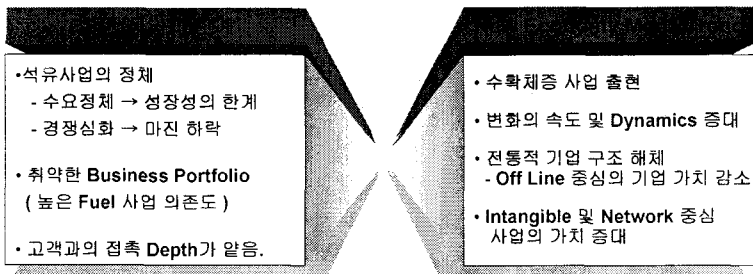 •석유사업의 정체
- 수요정체 → 성장성의 한계
- 경쟁심화 → 마진 하락
• 취약한 Business Portfolio
( 높은 Fuel 사업 의존도 )
• 고객과의 접촉 Depth가 얕음.
• 수확체증 사업 출현
• 변화의 속도 및 Dynamics 증대
• 전통적 기업 구조 해체
- Off Line 중심의 기업 가치 감소
• Intangible 및 Network 중심
사업의 가치 증대